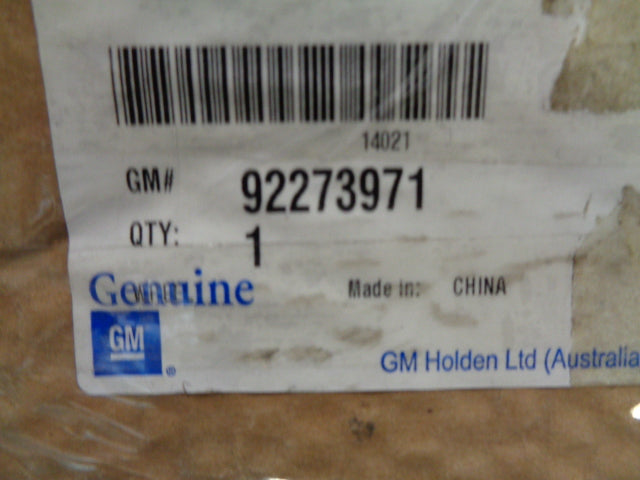 14021
GM# 92273971
QTY: 1
Genuine
Made in: CHINA
GM
®
GM Holden Ltd (Australia